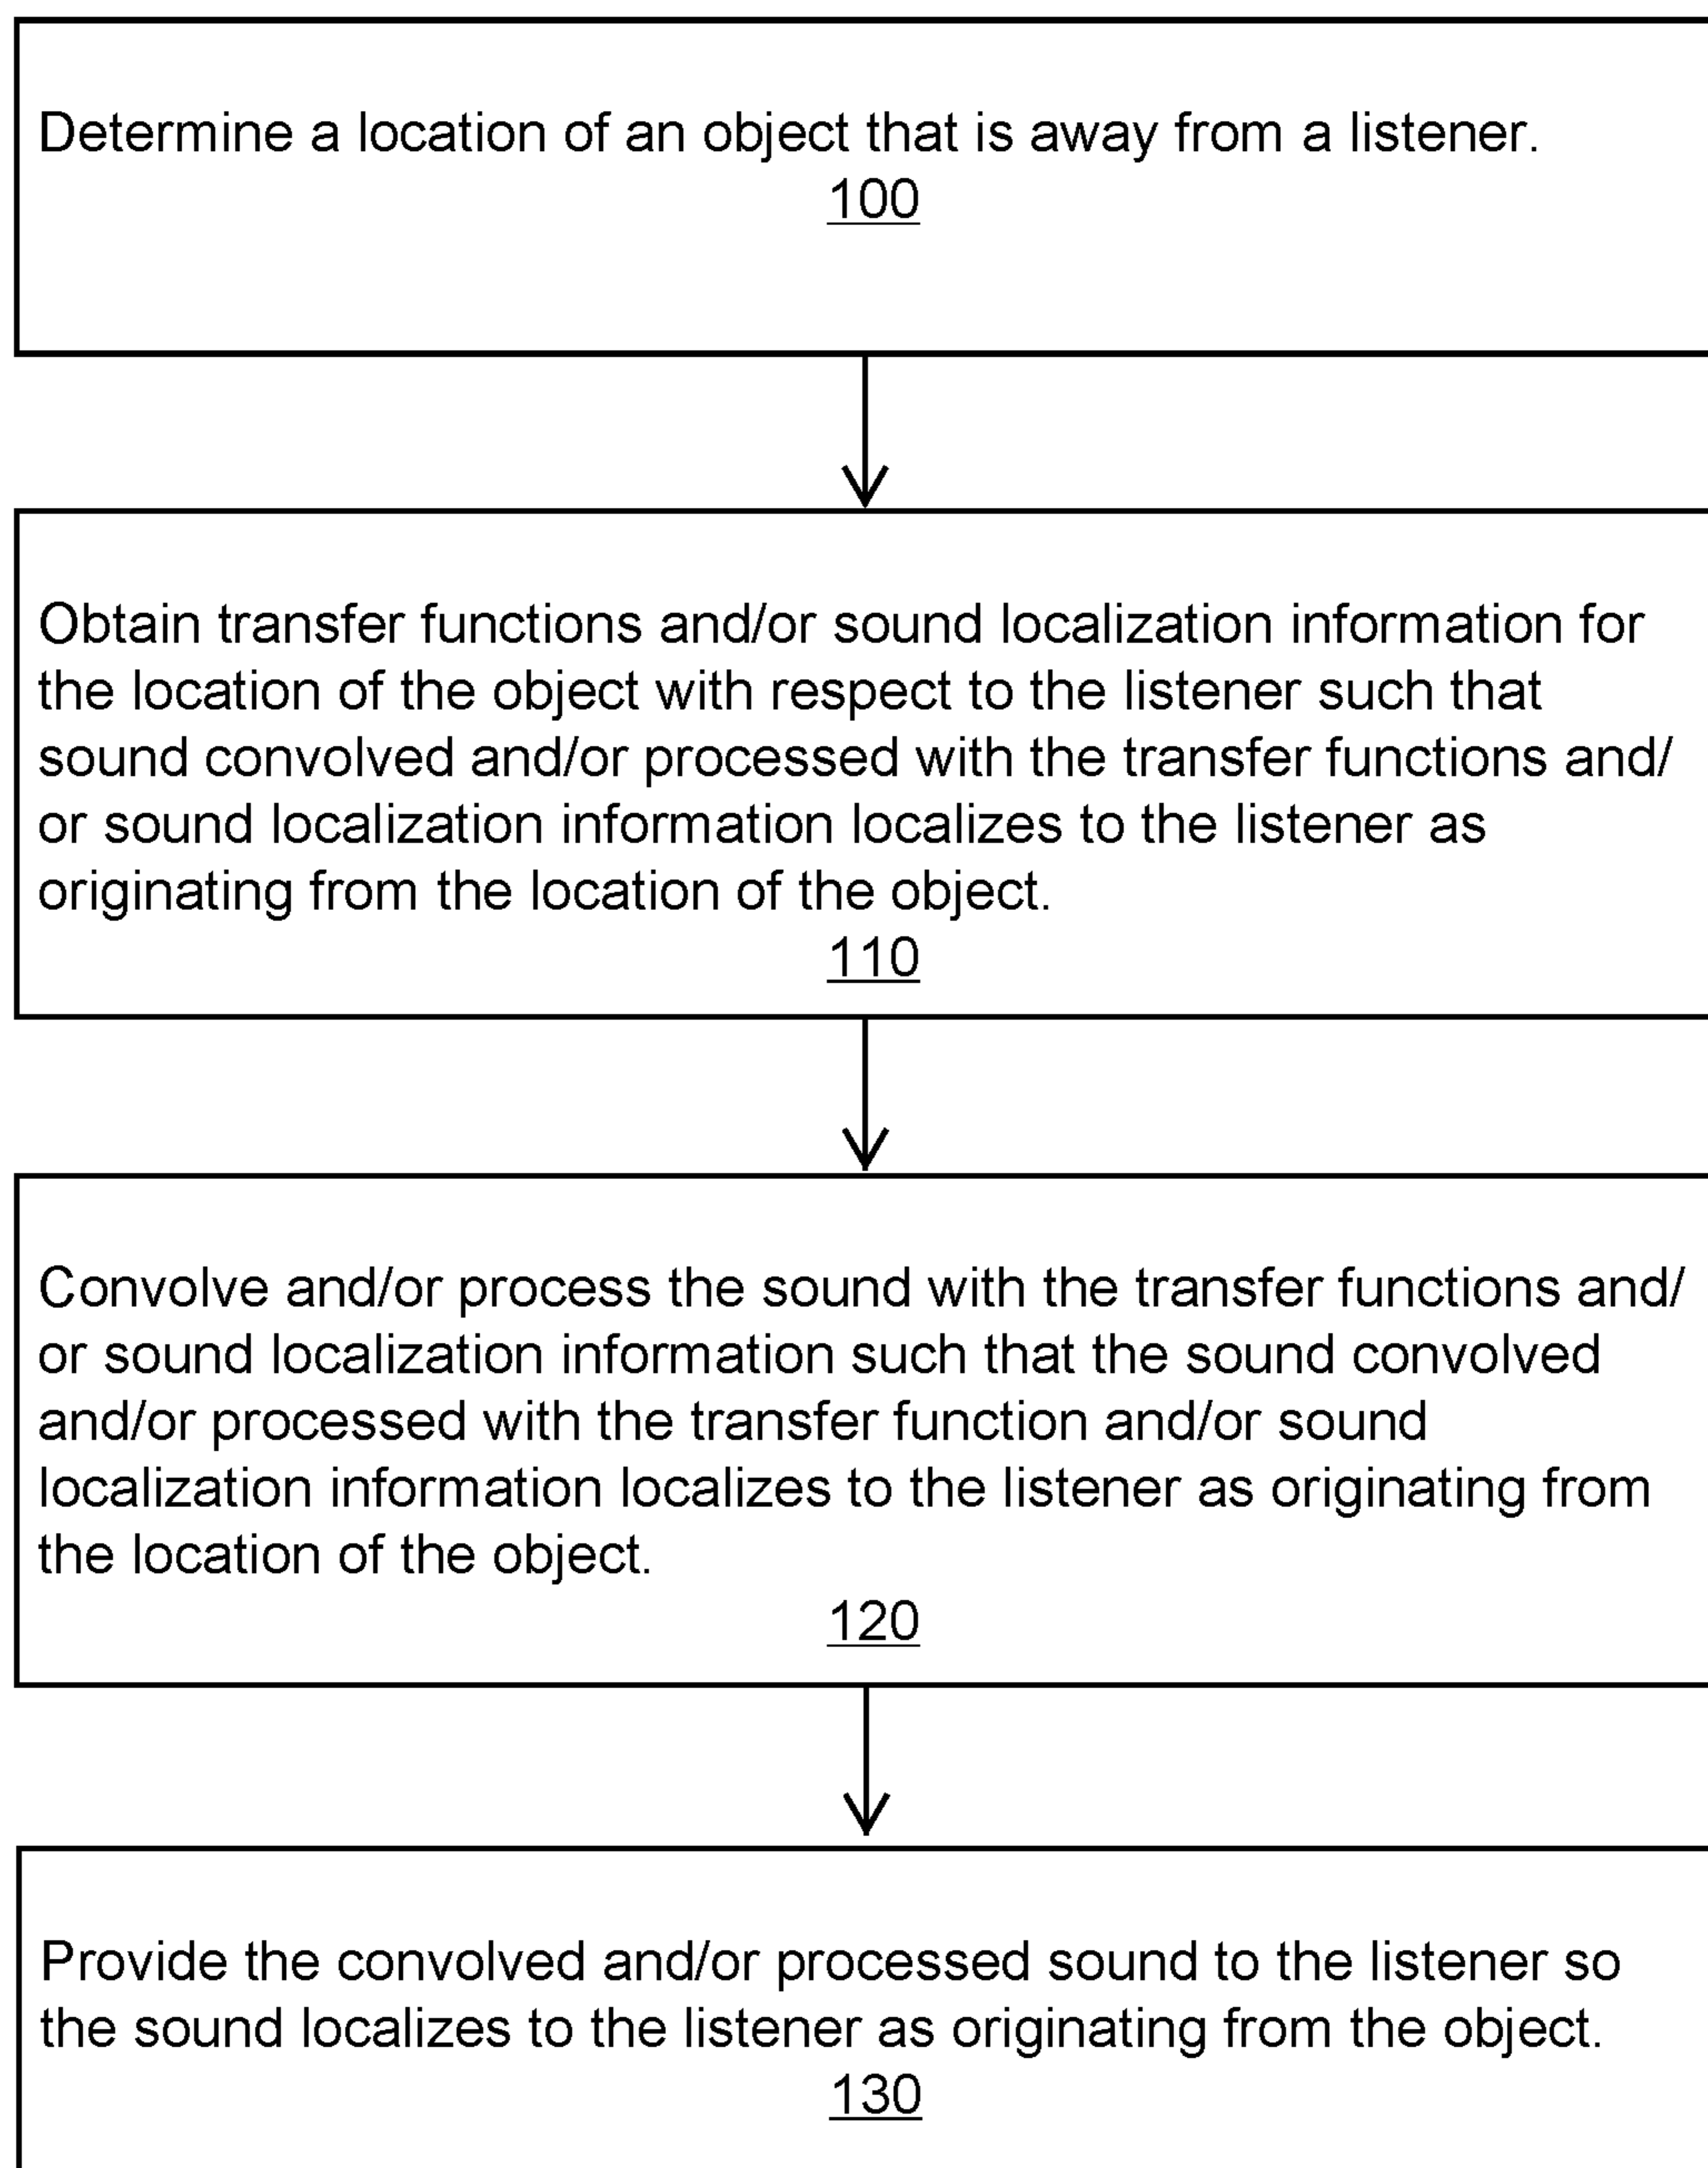 Determine a location of an object that is away from a listener.
100
Obtain transfer functions and/or sound localization information for
the location of the object with respect to the listener such that
sound convolved and/or processed with the transfer functions and/
or sound localization information localizes to the listener as
originating from the location of the object.
110
Convolve and/or process the sound with the transfer functions and/
or sound localization information such that the sound convolved
and/or processed with the transfer function and/or sound
localization information localizes to the listener as originating from
the location of the object.
120
Provide the convolved and/or processed sound to the listener so
the sound localizes to the listener as originating from the object.
130